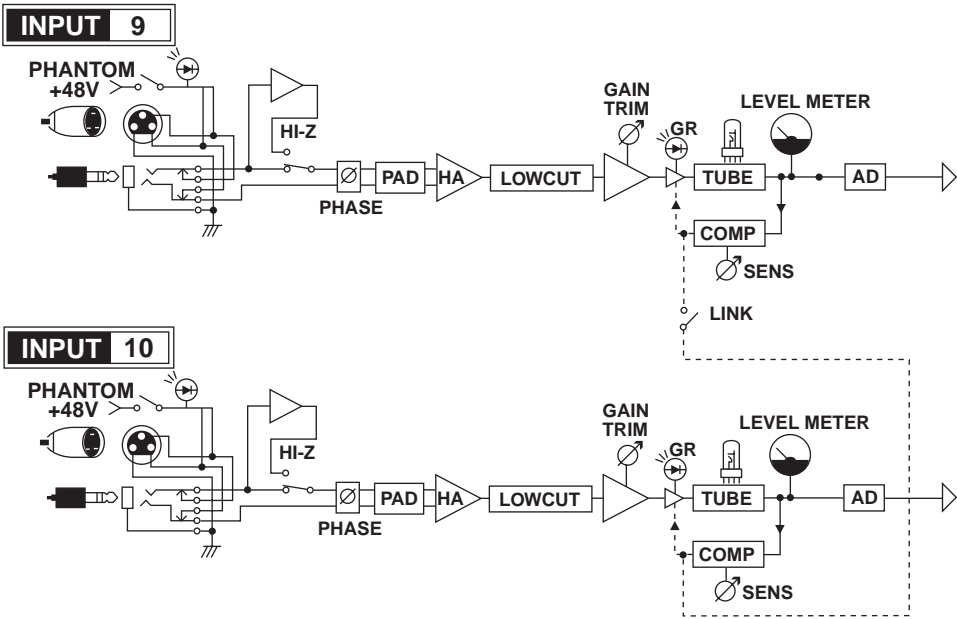 INPUT 9
PHANTOM
+48V
HI-Z
GAIN
TRIM
GR
LEVEL METER
PHASE
PAD
HA
LOWCUT
TUBE
AD
COMP
SENS
LINK
INPUT 10
PHANTOM
+48V
HI-Z
GAIN
TRIM
GR
LEVEL METER
PHASE
PAD
HA
LOWCUT
TUBE
AD
COMP
SENS